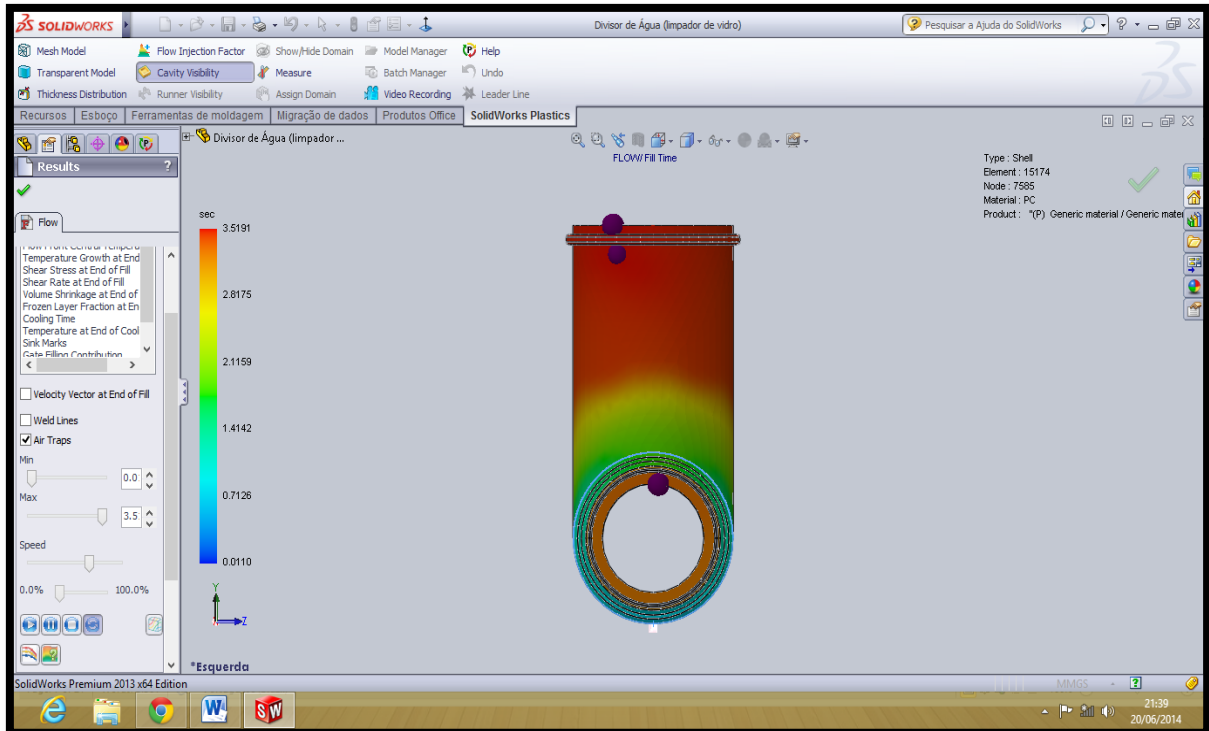 SOLIDWORKS
Divisor de Água (limpador de vidro)
Pesquisar a Ajuda do SolidWorks
Mesh Model
Flow Injection Factor
Show/Hide Domain
Model Manager
Help
Transparent Model
Cavity Visibility
Measure
Batch Manager
Undo
Thickness Distribution
Runner Visibility
Assign Domain
Video Recording
Leader Line
Recursos
Esboço
Ferramentas de moldagem
Migração de dados
Produtos Office
SolidWorks Plastics
Divisor de Água (limpador ...
FLOW/ Fill Time
Type : Shell
Element : 15174
Node : 7585
Material : PC
Product : "(P) Generic material / Generic mate
Results
?
Flow
Temperature Growth at End
Shear Stress at End of Fill
Shear Rate at End of Fill
Volume Shrinkage at End of
Frozen Layer Fraction at En
Cooling Time
Temperature at End of Cool
Sink Marks
Gate Filling Contribution
Velocity Vector at End of Fill
Weld Lines
Air Traps
Min
0.0
Max
3.5
Speed
0.0%
100.0%
sec
3.5191
2.8175
2.1159
1.4142
0.7126
0.0110
Y
Z
*Esquerda
SolidWorks Premium 2013 x64 Edition
MMGS
21:39
20/06/2014